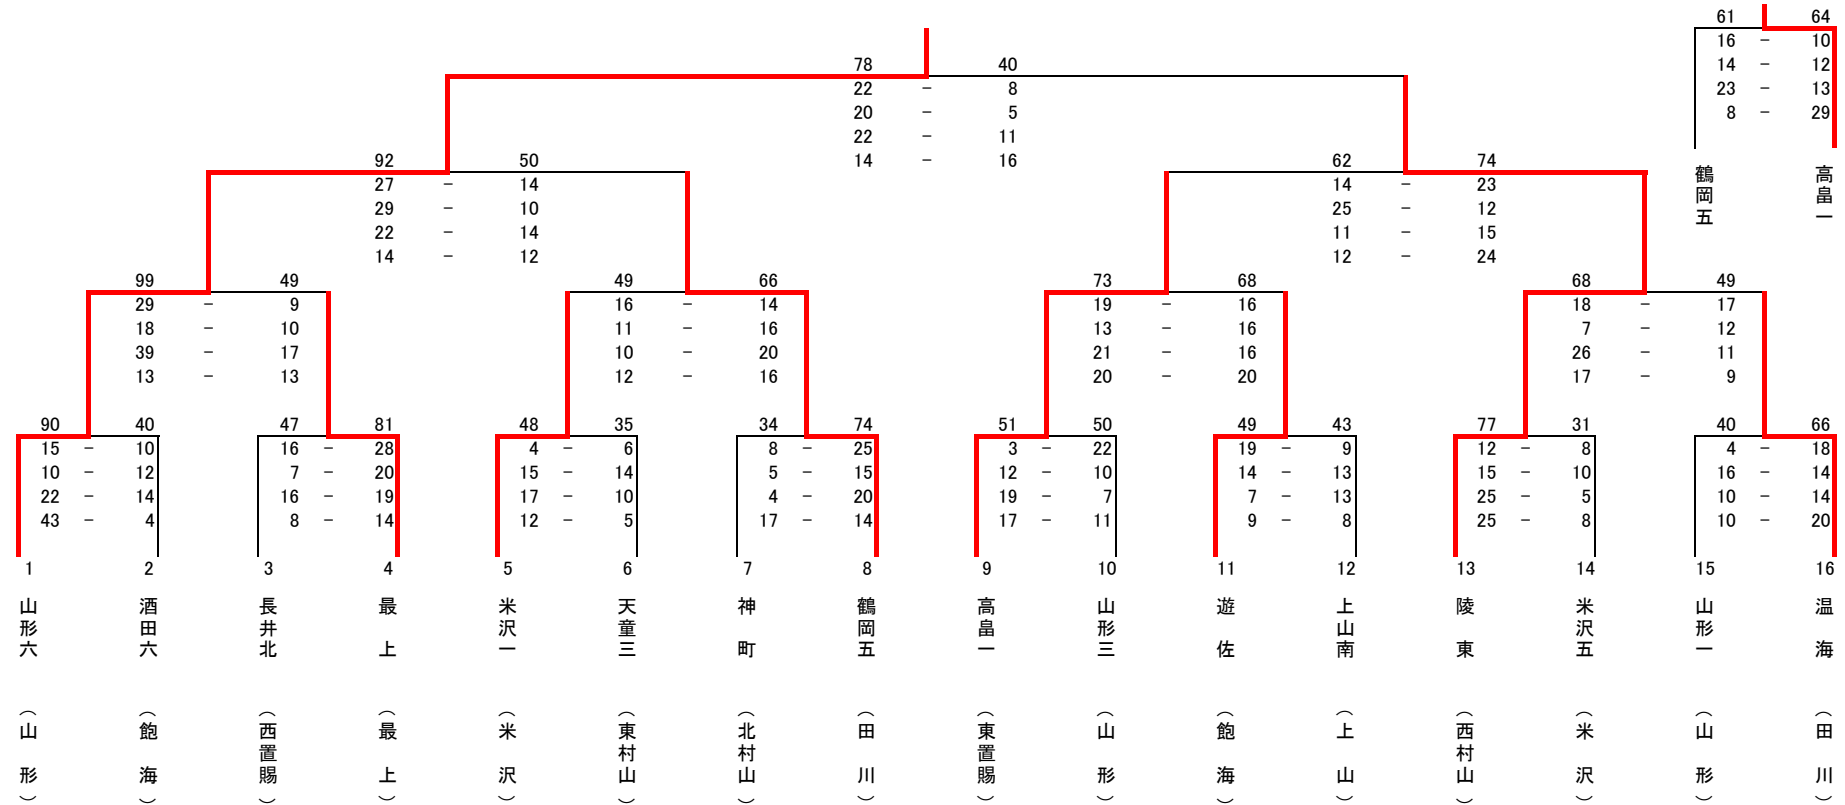 61 64
16 - 10
14 - 12
23 - 13
8 - 29
鶴岡五
高畠一
78 40
22 - 8
20 - 5
22 - 11
14 - 16
92 50
27 - 14
29 - 10
22 - 14
14 - 12
62 74
14 - 23
25 - 12
11 - 15
12 - 24
99 49
29 - 9
18 - 10
39 - 17
13 - 13
49 66
16 - 14
11 - 16
10 - 20
12 - 16
73 68
19 - 16
13 - 16
21 - 16
20 - 20
68 49
18 - 17
7 - 12
26 - 11
17 - 9
90 40
15 - 10
10 - 12
22 - 14
43 - 4
47 81
16 - 28
7 - 20
16 - 19
8 - 14
48 35
4 - 6
15 - 14
17 - 10
12 - 5
34 74
8 - 25
5 - 15
4 - 20
17 - 14
51 50
3 - 22
12 - 10
19 - 7
17 - 11
49 43
19 - 9
14 - 13
7 - 13
9 - 8
77 31
12 - 8
15 - 10
25 - 5
25 - 8
40 66
4 - 18
16 - 14
10 - 14
10 - 20
1 2 3 4 5 6 7 8 9 10 11 12 13 14 15 16
山形六
酒田六
長井北
最上
米沢一
天童三
神町
鶴岡五
高畠一
山形三
遊佐
上山南
陵東
米沢五
山形一
温海
（山形）
（飽海）
（西置賜）
（最上）
（米沢）
（東村山）
（北村山）
（田川）
（東置賜）
（山形）
（飽海）
（上山）
（西村山）
（米沢）
（山形）
（田川）